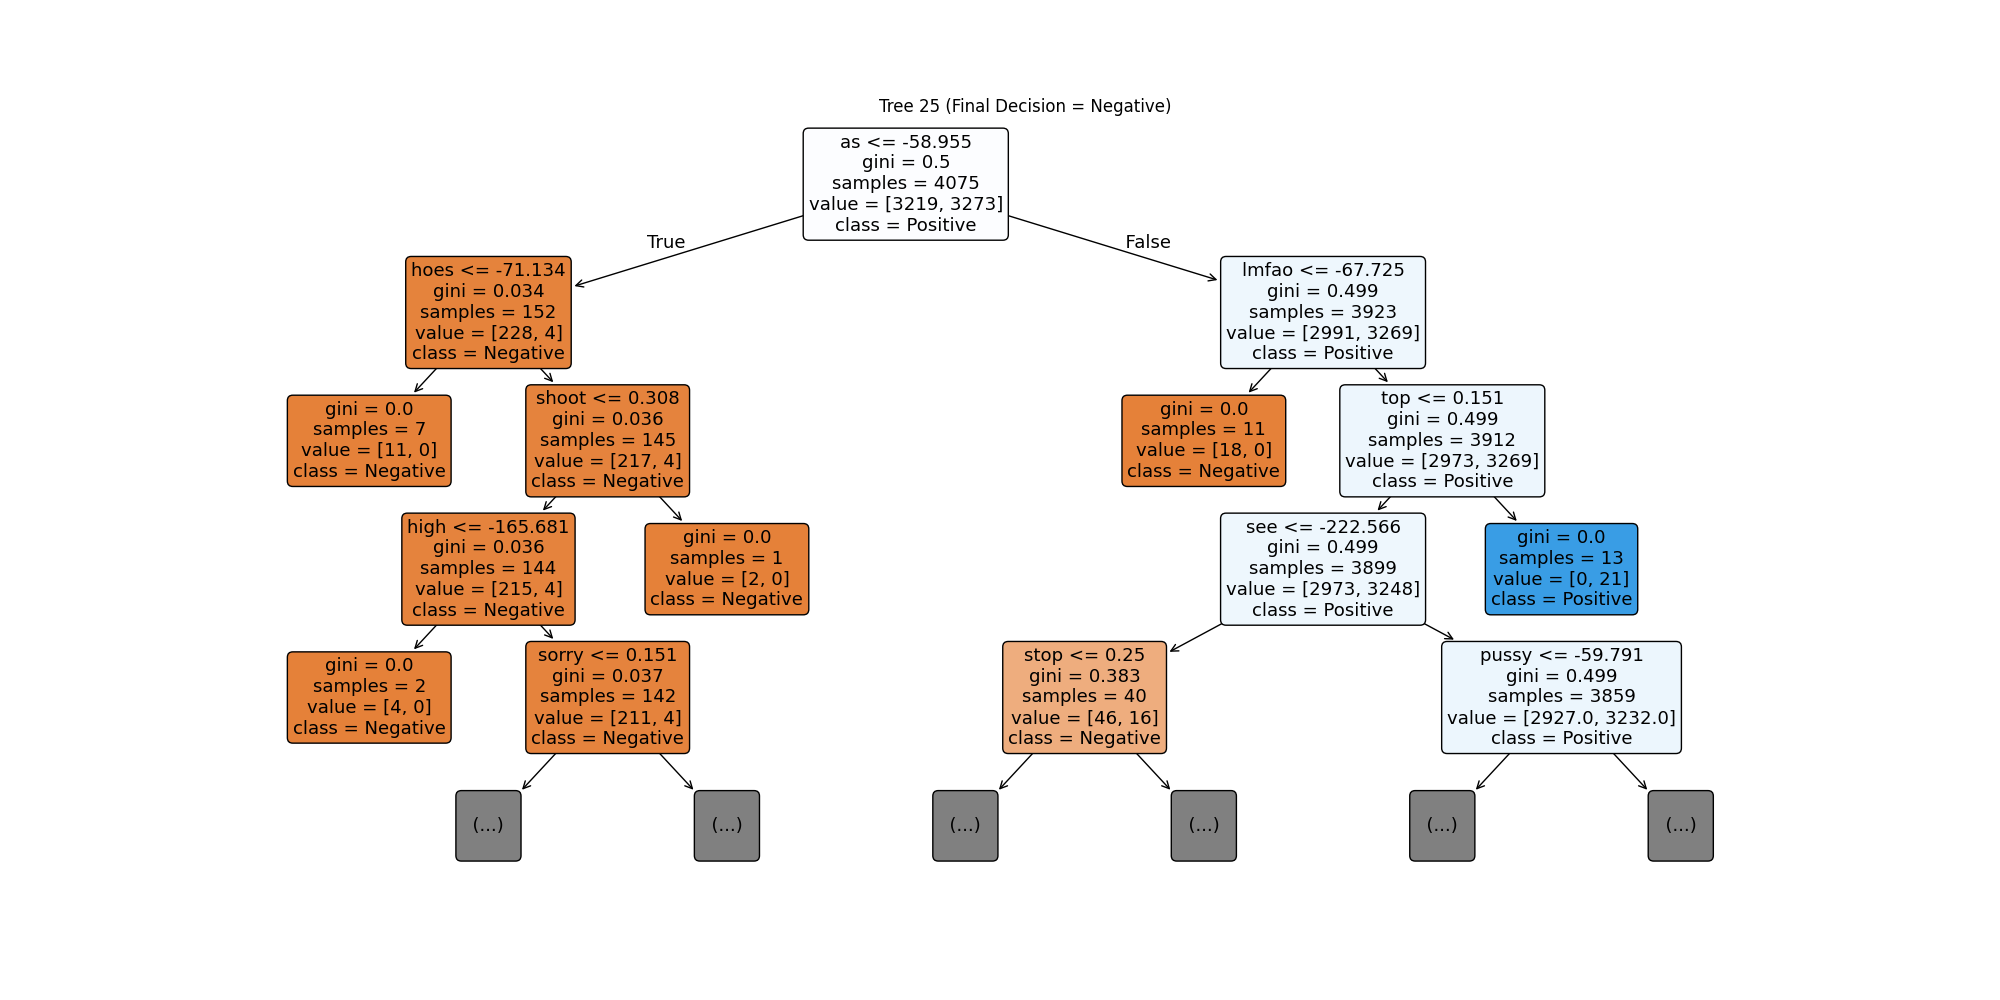 Tree 25 (Final Decision = Negative)
as <= -58.955
gini = 0.5
samples = 4075
value = [3219, 3273]
class = Positive
True
False
hoes <= -71.134
gini = 0.034
samples = 152
value = [228, 4]
class = Negative
lmfao <= -67.725
gini = 0.499
samples = 3923
value = [2991, 3269]
class = Positive
gini = 0.0
samples = 7
value = [11, 0]
class = Negative
shoot <= 0.308
gini = 0.036
samples = 145
value = [217, 4]
class = Negative
gini = 0.0
samples = 11
value = [18, 0]
class = Negative
top <= 0.151
gini = 0.499
samples = 3912
value = [2973, 3269]
class = Positive
high <= -165.681
gini = 0.036
samples = 144
value = [215, 4]
class = Negative
gini = 0.0
samples = 1
value = [2, 0]
class = Negative
see <= -222.566
gini = 0.499
samples = 3899
value = [2973, 3248]
class = Positive
gini = 0.0
samples = 13
value = [0, 21]
class = Positive
gini = 0.0
samples = 2
value = [4, 0]
class = Negative
sorry <= 0.151
gini = 0.037
samples = 142
value = [211, 4]
class = Negative
stop <= 0.25
gini = 0.383
samples = 40
value = [46, 16]
class = Negative
pussy <= -59.791
gini = 0.499
samples = 3859
value = [2927.0, 3232.0]
class = Positive
(...)
(...)
(...)
(...)
(...)
(...)